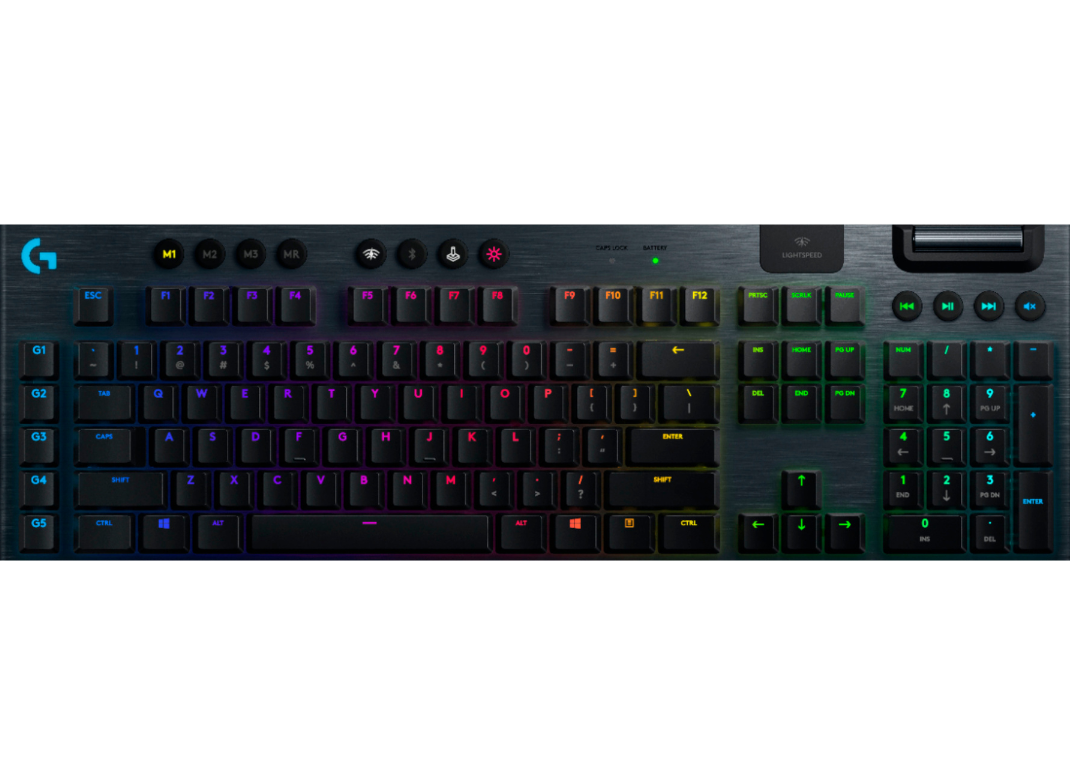 G M1 M2 M3 MR CAPS LOCK BATTERY LIGHTSPEED
ESC F1 F2 F3 F4 F5 F6 F7 F8 F9 F10 F11 F12 PRTSC SCRLK PAUSE
G1 ` ~ 1 ! 2 @ 3 # 4 $ 5 % 6 ^ 7 & 8 * 9 ( 0 ) - _ = + ← INS HOME PG UP NUM / * -
G2 TAB Q W E R T Y U I O P [ { ] } \ | DEL END PG DN 7 HOME 8 ↑ 9 PG UP +
G3 CAPS A S D F G H J K L ; : ' " ENTER 4 ← 5 6 →
G4 SHIFT Z X C V B N M , < . > / ? SHIFT ↑ 1 END 2 ↓ 3 PG DN ENTER
G5 CTRL ALT ALT CTRL ← ↓ → 0 INS . DEL